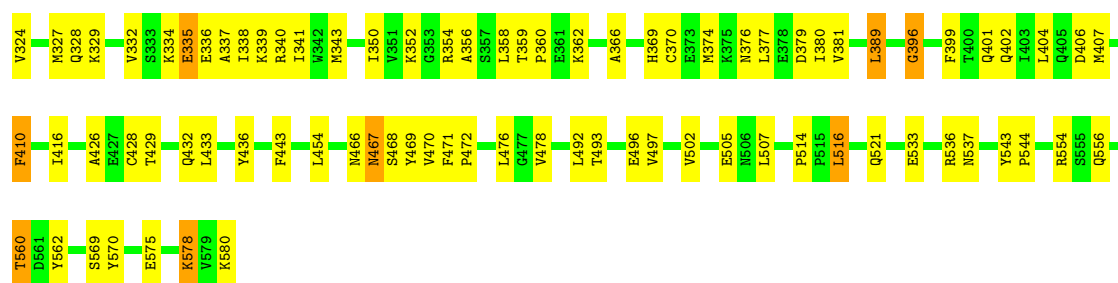 V324 M327 Q328 K329 V332 S333 K334 E335 E336 A337 I338 K339 R340 I341 W342 M343 I350 V351 K352 G353 R354 A356 S357 L358 T359 P360 E361 K362 A366 H369 C370 E373 M374 K375 N376 L377 E378 D379 I380 V381 L389 G396 F399 T400 Q401 Q402 I403 L404 Q405 D406 M407
F410 I416 A426 E427 C428 T429 Q432 L433 Y436 F443 L454 G466 N467 S468 Y469 V470 F471 P472 L476 G477 V478 L492 T493 E496 V497 V502 E505 N506 L507 P514 P515 L516 Q521 E533 R536 N537 Y543 P544 R554 S555 Q556
T560 D561 Y562 S569 Y570 E575 K578 V579 K580